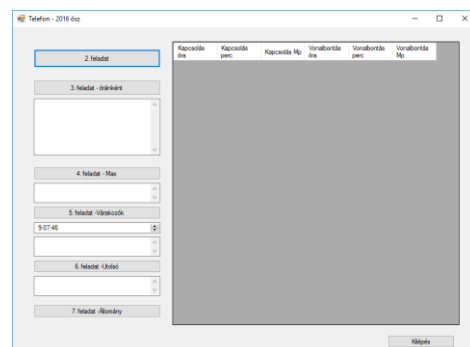 Telefon - 2016 ősz
2. feladat
3. feladat - óránként
4. feladat - Max
5. feladat -Várakozók
9:07:46
6. feladat -Utolsó
7. feladat -Állomány
Kapcsolás óra
Kapcsolás perc
Kapcsolás Mp
Vonalbontás óra
Vonalbontás perc
Vonalbontás Mp
Kilépés